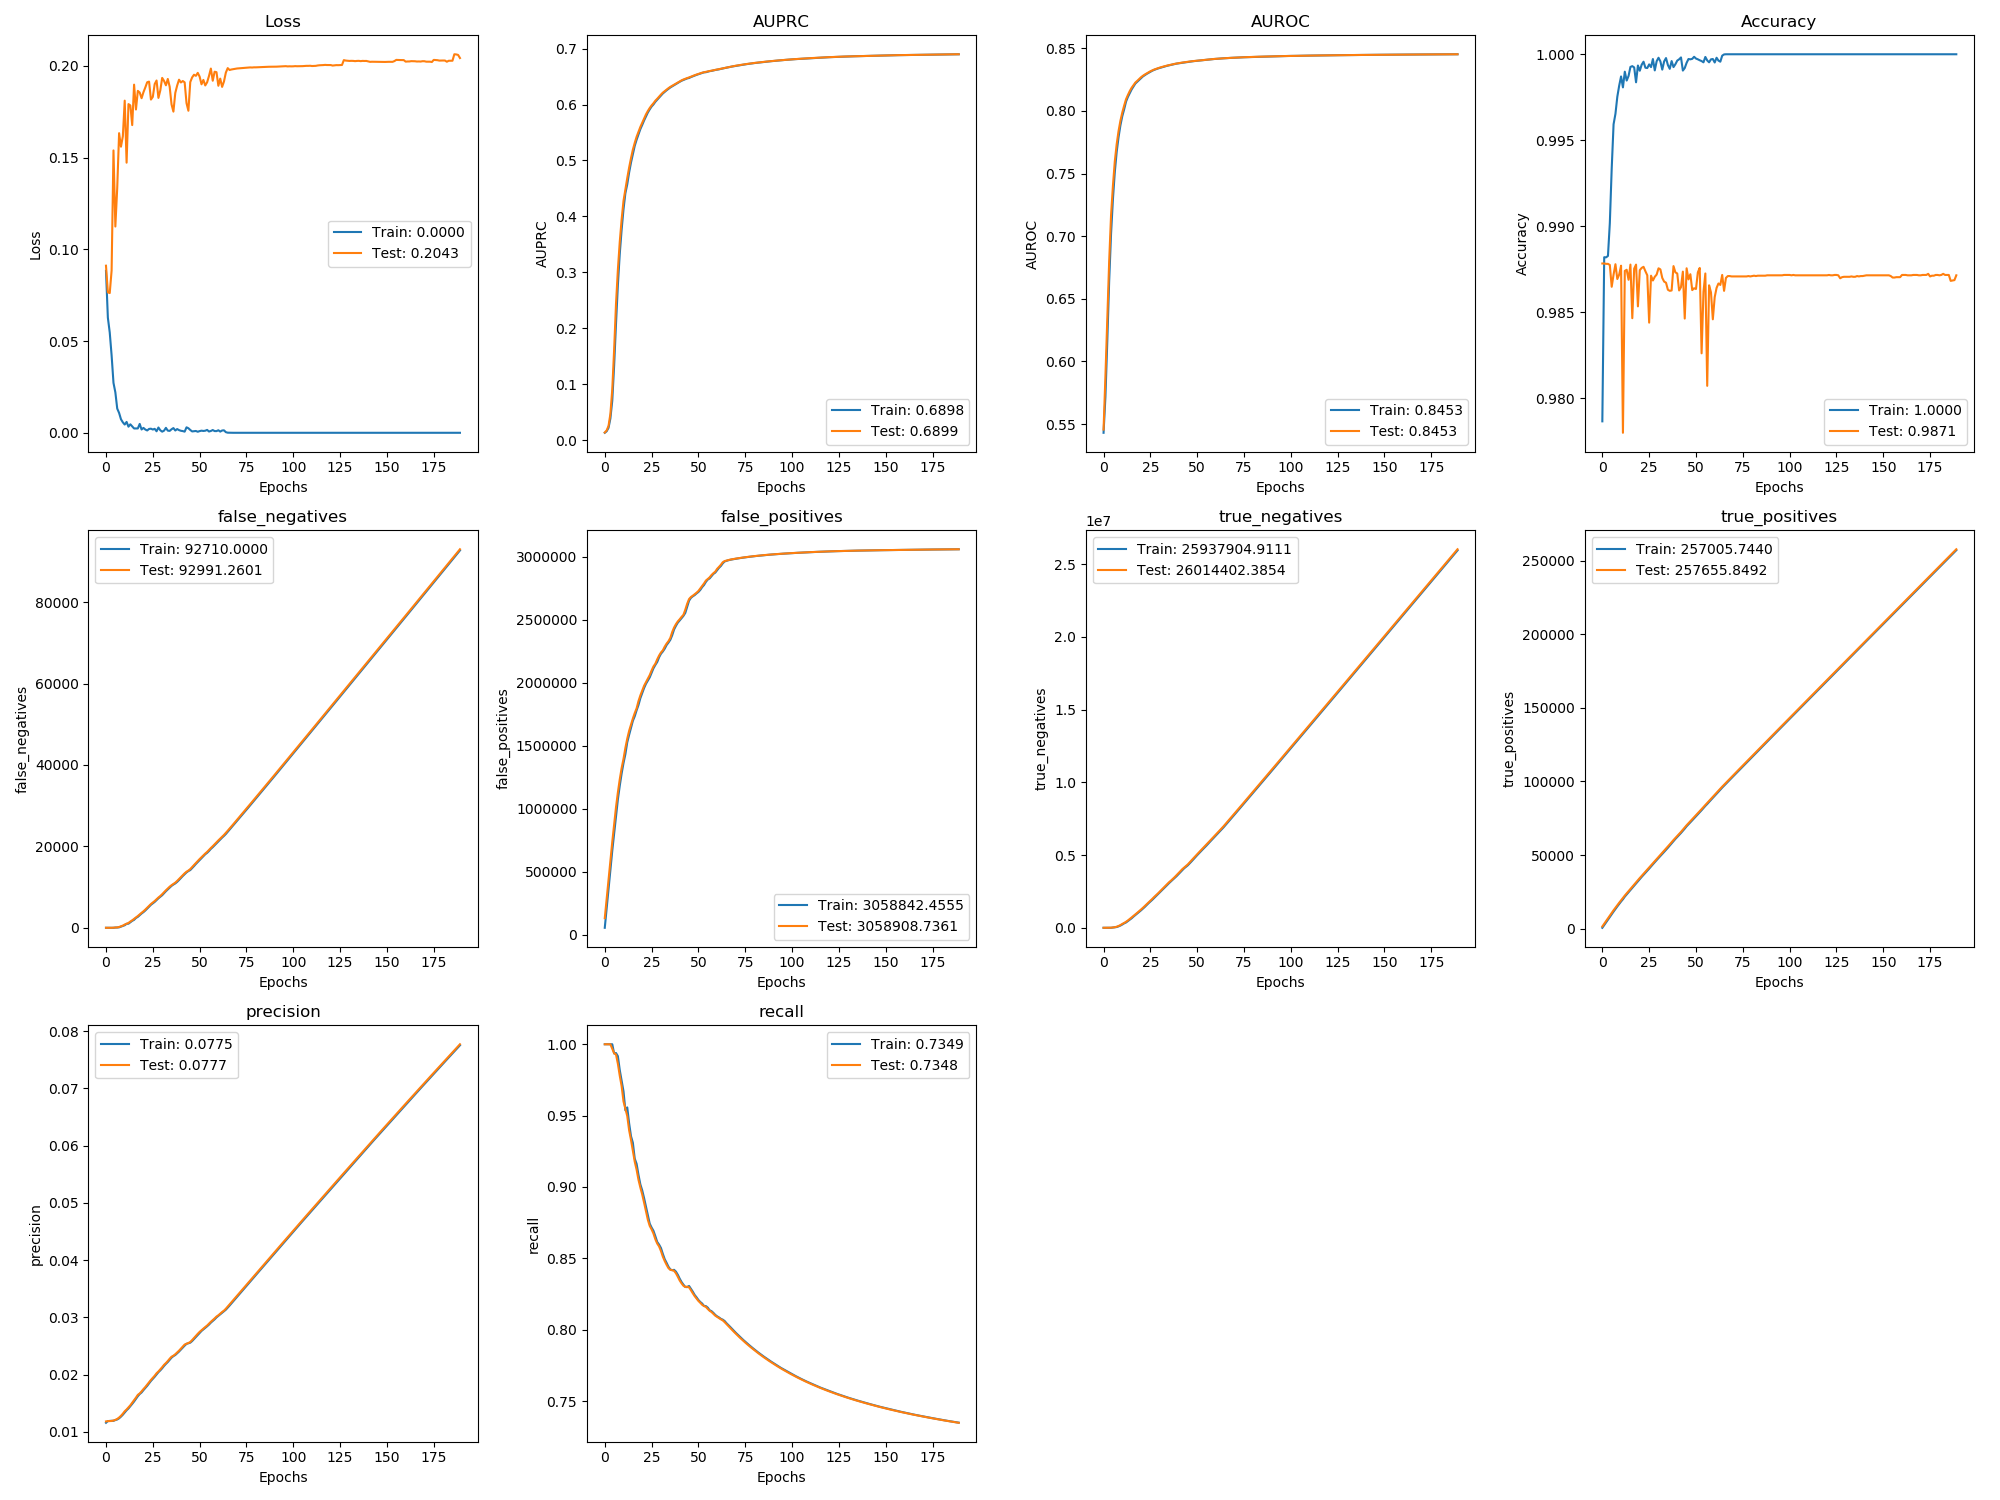 Loss
0.20
0.15
0.10
0.05
0.00
Loss
Train: 0.0000
Test: 0.2043
0 25 50 75 100 125 150 175
Epochs
AUPRC
0.7
0.6
0.5
0.4
0.3
0.2
0.1
0.0
AUPRC
Train: 0.6898
Test: 0.6899
0 25 50 75 100 125 150 175
Epochs
AUROC
0.85
0.80
0.75
0.70
0.65
0.60
0.55
AUROC
Train: 0.8453
Test: 0.8453
0 25 50 75 100 125 150 175
Epochs
Accuracy
1.000
0.995
0.990
0.985
0.980
Accuracy
Train: 1.0000
Test: 0.9871
0 25 50 75 100 125 150 175
Epochs
false_negatives
Train: 92710.0000
Test: 92991.2601
80000
60000
40000
20000
0
false_negatives
0 25 50 75 100 125 150 175
Epochs
false_positives
3000000
2500000
2000000
1500000
1000000
500000
0
false_positives
Train: 3058842.4555
Test: 3058908.7361
0 25 50 75 100 125 150 175
Epochs
true_negatives
1e7
Train: 25937904.9111
Test: 26014402.3854
2.5
2.0
1.5
1.0
0.5
0.0
true_negatives
0 25 50 75 100 125 150 175
Epochs
true_positives
Train: 257005.7440
Test: 257655.8492
250000
200000
150000
100000
50000
0
true_positives
0 25 50 75 100 125 150 175
Epochs
precision
Train: 0.0775
Test: 0.0777
0.08
0.07
0.06
0.05
0.04
0.03
0.02
0.01
precision
0 25 50 75 100 125 150 175
Epochs
recall
Train: 0.7349
Test: 0.7348
1.00
0.95
0.90
0.85
0.80
0.75
recall
0 25 50 75 100 125 150 175
Epochs